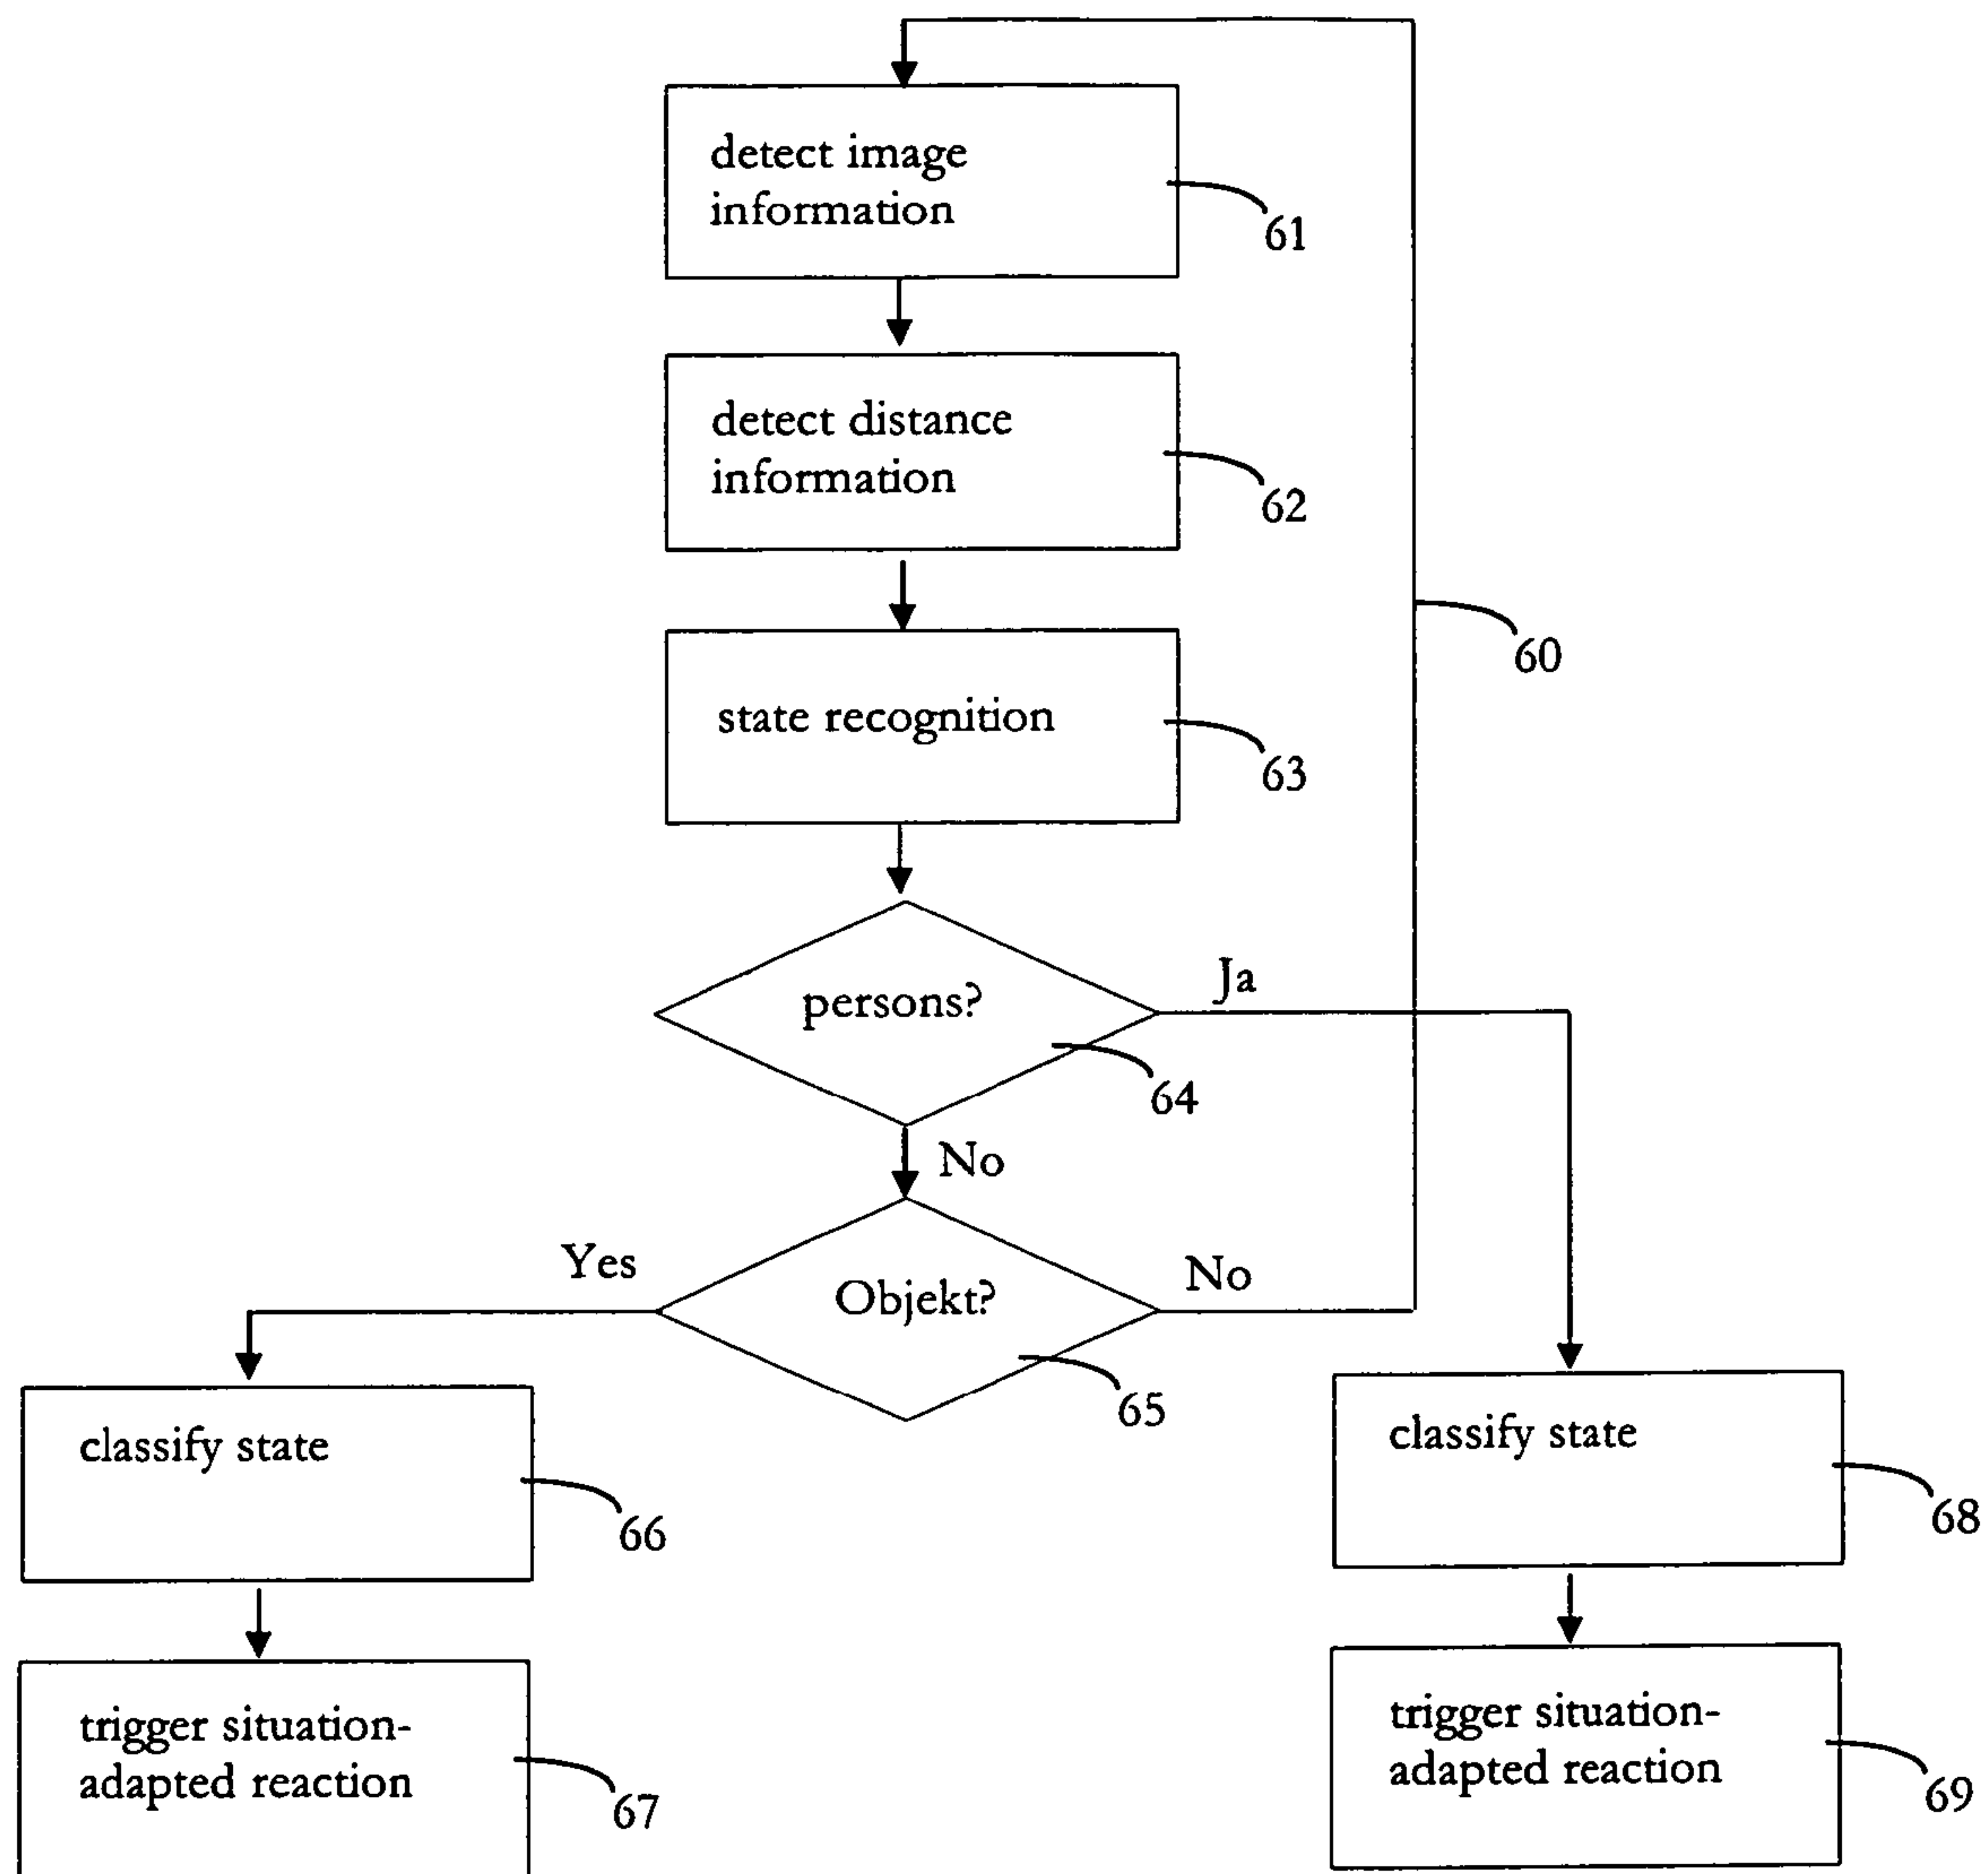 detect image
information
61
detect distance
information
62
60
state recognition
63
persons?
Ja
64
No
Objekt?
Yes
No
65
classify state
66
classify state
68
trigger situation-
adapted reaction
67
trigger situation-
adapted reaction
69